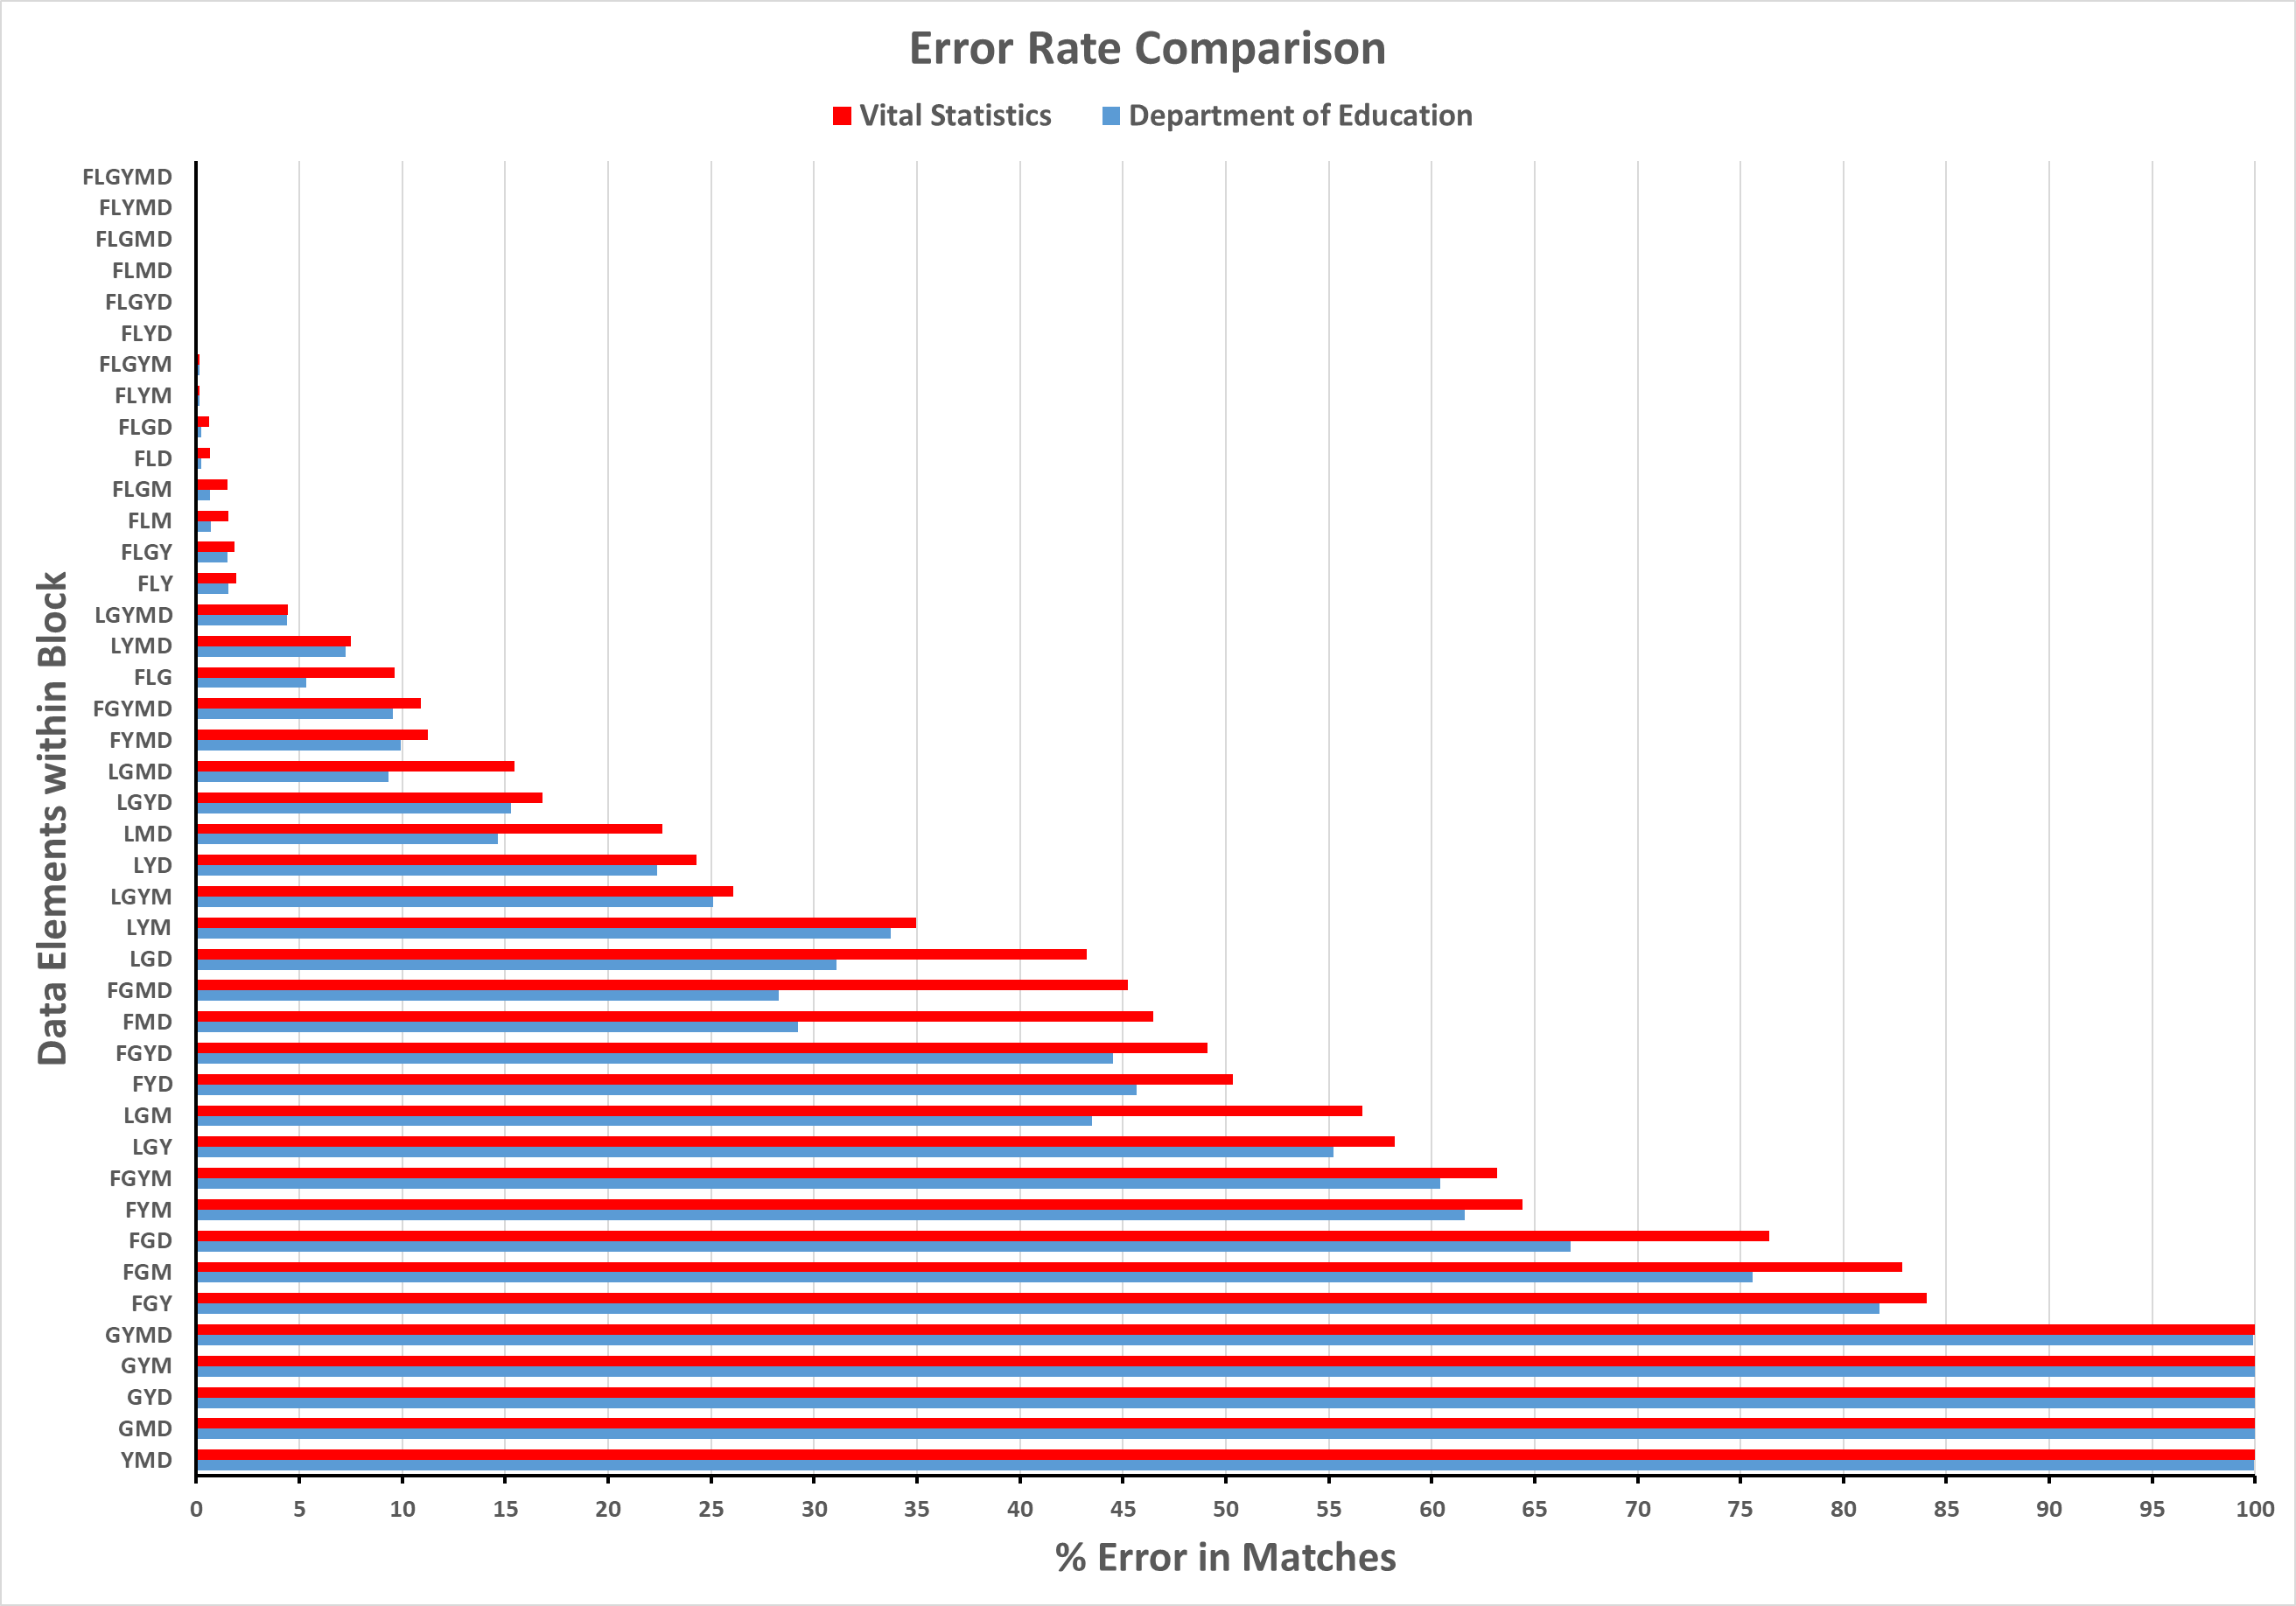 Error Rate Comparison
Vital Statistics Department of Education
Data Elements within Block
FLGYMD
FLYMD
FLGMD
FLMD
FLGYD
FLYD
FLGYM
FLYM
FLGD
FLD
FLGM
FLM
FLGY
FLY
LGYMD
LYMD
FLG
FGYMD
FYMD
LGMD
LGYD
LMD
LYD
LGYM
LYM
LGD
FGMD
FMD
FGYD
FYD
LGM
LGY
FGYM
FYM
FGD
FGM
FGY
GYMD
GYM
GYD
GMD
YMD
0 5 10 15 20 25 30 35 40 45 50 55 60 65 70 75 80 85 90 95 100
% Error in Matches